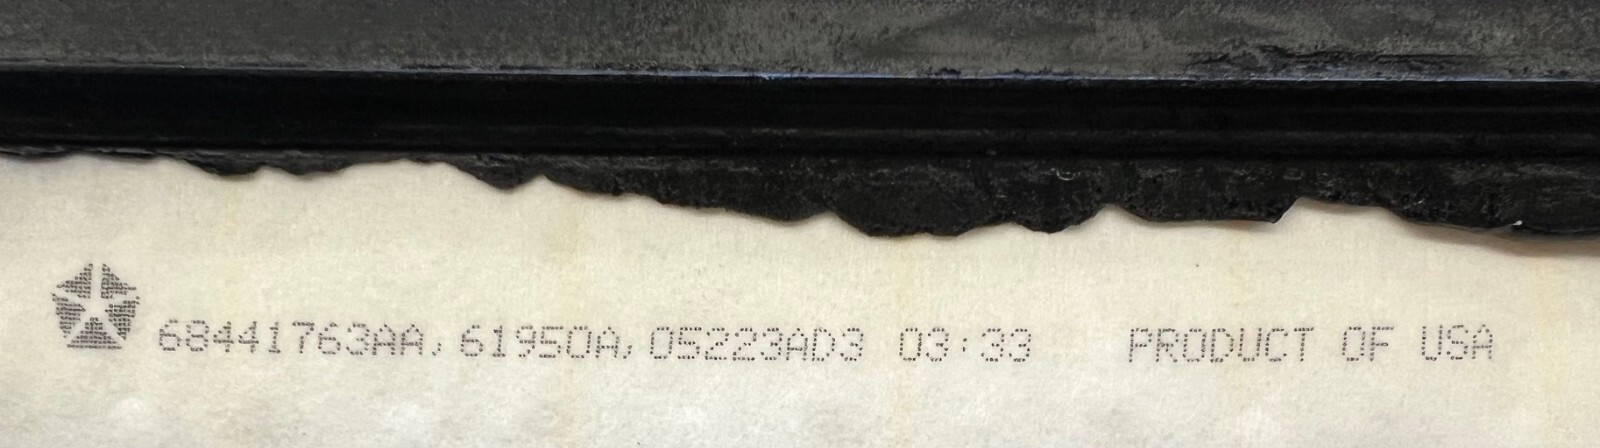 68441763AA, 61950A, 05223AD3 03:33 PRODUCT OF USA